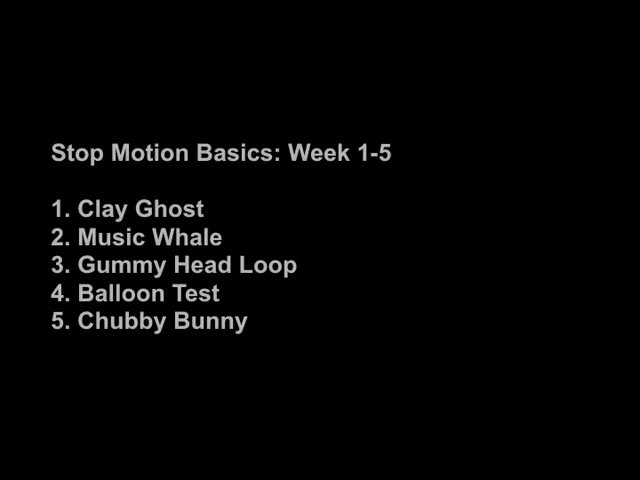 Stop Motion Basics: Week 1-5
1. Clay Ghost
2. Music Whale
3. Gummy Head Loop
4. Balloon Test
5. Chubby Bunny